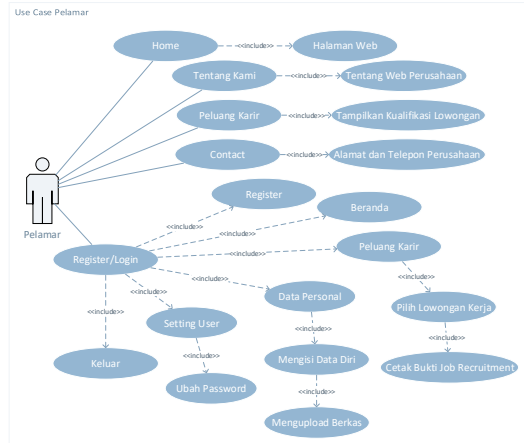 Use Case Pelamar
Home
<<include>>
Halaman Web
Tentang Kami
<<include>>
Tentang Web Perusahaan
Peluang Karir
<<include>>
Tampilkan Kualifikasi Lowongan
Contact
<<include>>
Alamat dan Telepon Perusahaan
Pelamar
Register
Beranda
<<include>>
<<include>>
Peluang Karir
<<include>>
Register/Login
<<include>>
<<include>>
Data Personal
Pilih Lowongan Kerja
<<include>>
<<include>>
Setting User
<<include>>
<<include>>
Keluar
<<include>>
Mengisi Data Diri
Cetak Bukti Job Recruitment
Ubah Password
<<include>>
Mengupload Berkas